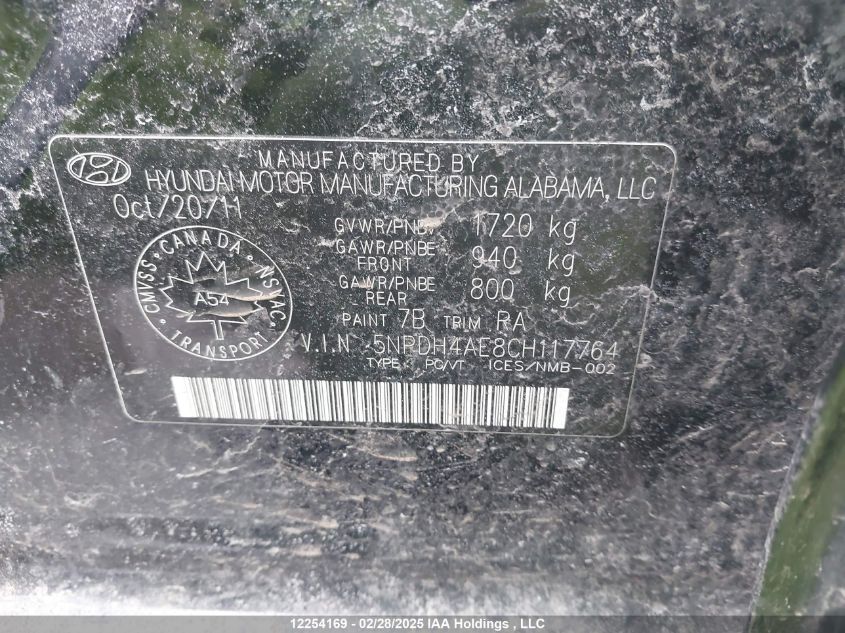 MANUFACTURED BY
HYUNDAI MOTOR MANUFACTURING ALABAMA, LLC
Oct/20/11
GVWR/PNBV 1720 kg
GAWR/PNBE FRONT 940 kg
GAWR/PNBE REAR 800 kg
PAINT 7B TRIM RA
V.I.N 5NPDH4AE8CH117764
TYPE PC/VT ICES/NMB-002
CANADA
CMVSS NSVAC
A54
TRANSPORT
12254169 - 02/28/2025 IAA Holdings , LLC